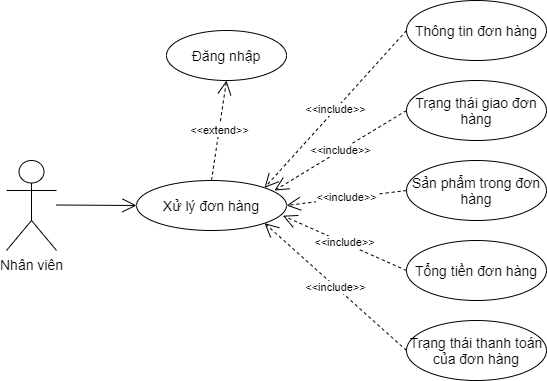 Thông tin đơn hàng
Đăng nhập
<<include>>
Trạng thái giao đơn
hàng
<<extend>>
<<include>>
Sản phẩm trong đơn
hàng
<<include>>
Xử lý đơn hàng
Nhân viên
<<include>>
Tổng tiền đơn hàng
<<include>>
Trạng thái thanh toán
của đơn hàng